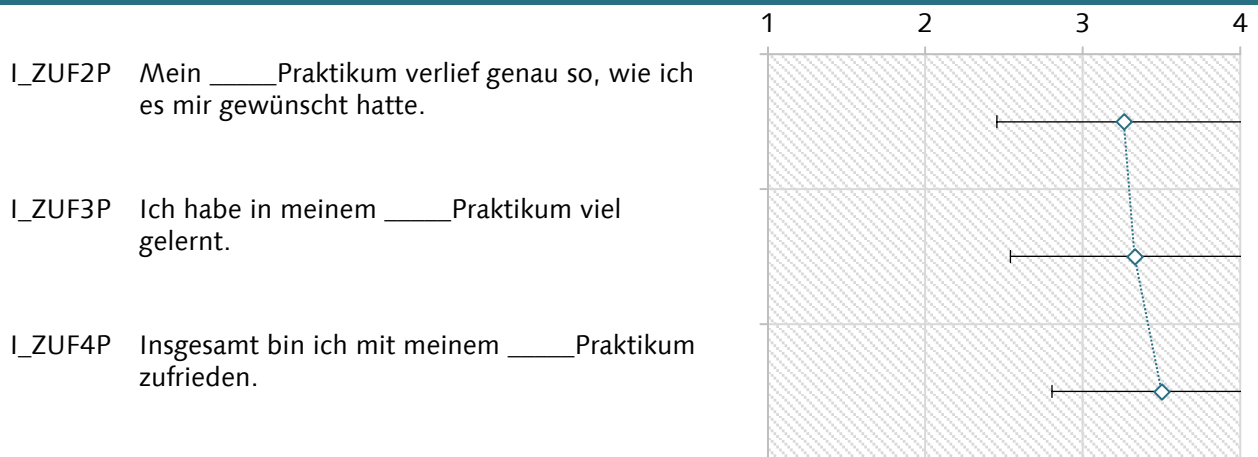 1 2 3 4
I_ZUF2P Mein _____Praktikum verlief genau so, wie ich
es mir gewünscht hatte.
I_ZUF3P Ich habe in meinem _____Praktikum viel
gelernt.
I_ZUF4P Insgesamt bin ich mit meinem _____Praktikum
zufrieden.